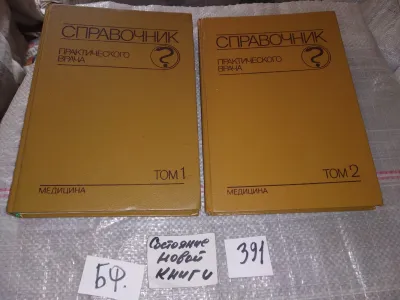 СПРАВОЧНИК
ПРАКТИЧЕСКОГО
ВРАЧА
?
ТОМ 1
МЕДИЦИНА
СПРАВОЧНИК
ПРАКТИЧЕСКОГО
ВРАЧА
?
ТОМ 2
МЕДИЦИНА
БФ.
Состояние
новой
книги
391